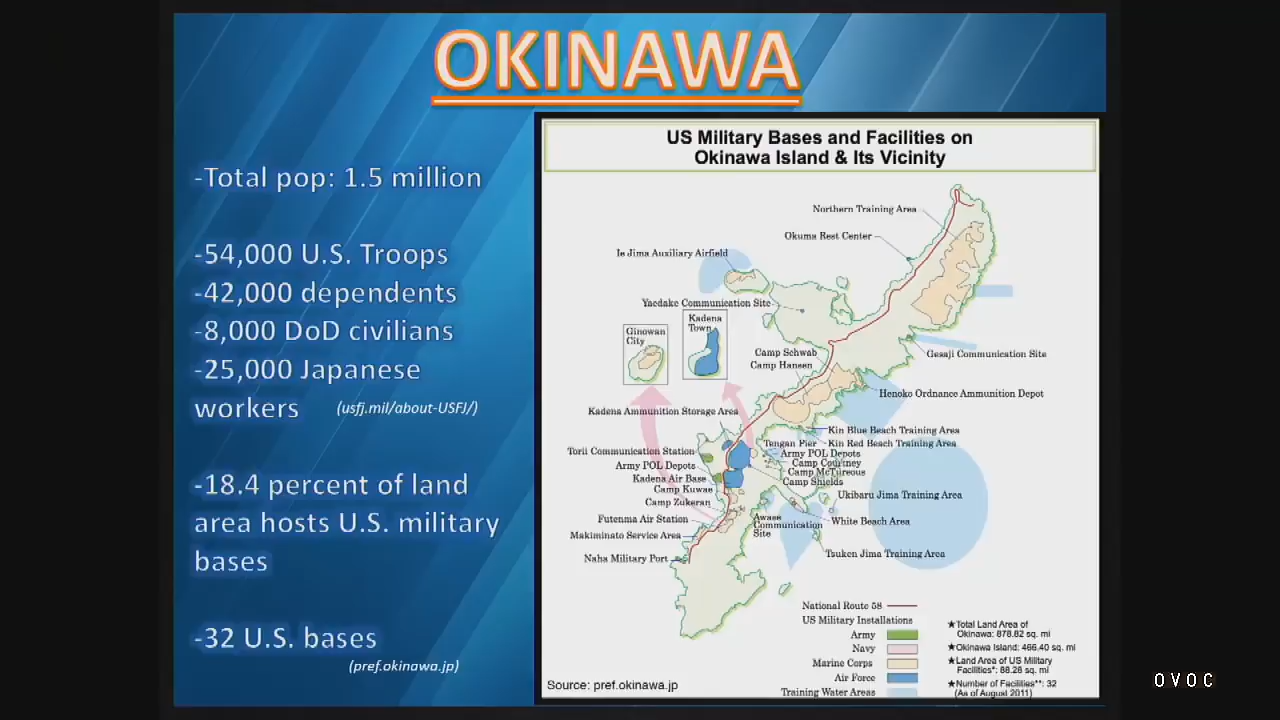 OKINAWA
-Total pop: 1.5 million
-54,000 U.S. Troops
-42,000 dependents
-8,000 DoD civilians
-25,000 Japanese
workers (usfj.mil/about-USFJ/)
-18.4 percent of land
area hosts U.S. military
bases
-32 U.S. bases
(pref.okinawa.jp)
US Military Bases and Facilities on
Okinawa Island & Its Vicinity
Northern Training Area
Okuma Rest Center
Ie Jima Auxiliary Airfield
Yaedake Communication Site
Ginowan
City
Kadena
Town
Camp Schwab
Camp Hansen
Gesaji Communication Site
Henoko Ordnance Ammunition Depot
Kadena Ammunition Storage Area
Kin Blue Beach Training Area
Tengan Pier
Kin Red Beach Training Area
Torii Communication Station
Army POL Depots
Army POL Depots
Camp Courtney
Kadena Air Base
Camp McTureous
Camp Kuwae
Camp Shields
Camp Zukeran
Ukibaru Jima Training Area
Futenma Air Station
Awase
Communication
Site
White Beach Area
Makiminato Service Area
Naha Military Port
Tsuken Jima Training Area
National Route 58
US Military Installations
Army
Navy
Marine Corps
Air Force
Training Water Areas
★Total Land Area of
Okinawa: 878.82 sq. mi
★Okinawa Island: 466.40 sq. mi
★Land Area of US Military
Facilities*: 88.26 sq. mi
★Number of Facilities**: 32
(As of August 2011)
Source: pref.okinawa.jp
OVOC